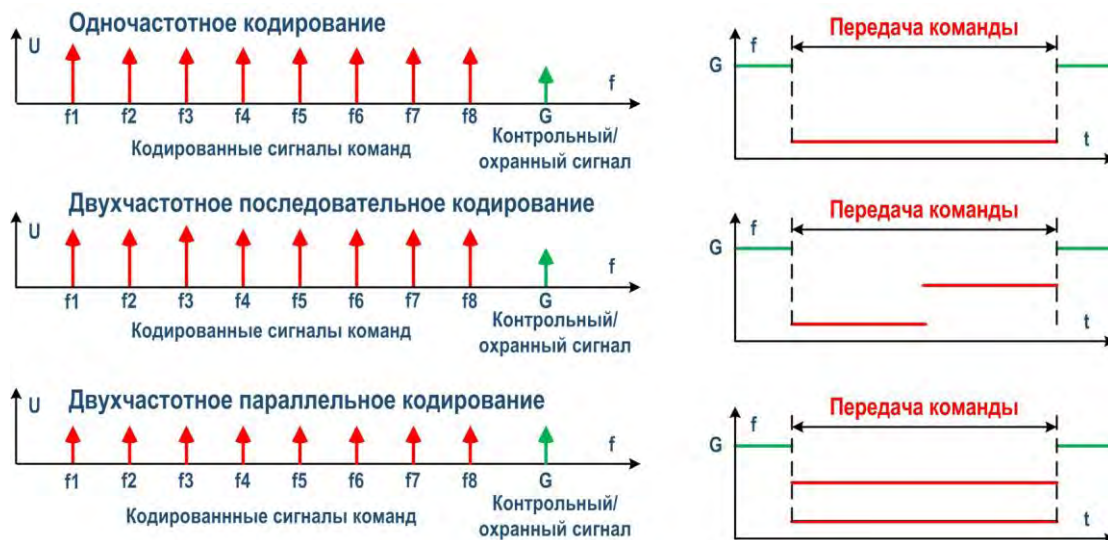 Одночастотное кодирование
U
f
f1 f2 f3 f4 f5 f6 f7 f8 G
Кодированные сигналы команд
Контрольный/
охранный сигнал
Передача команды
f
G
t
Двухчастотное последовательное кодирование
U
f
f1 f2 f3 f4 f5 f6 f7 f8 G
Кодированные сигналы команд
Контрольный/
охранный сигнал
Передача команды
f
G
t
Двухчастотное параллельное кодирование
U
f
f1 f2 f3 f4 f5 f6 f7 f8 G
Кодированнные сигналы команд
Контрольный/
охранный сигнал
Передача команды
f
G
t